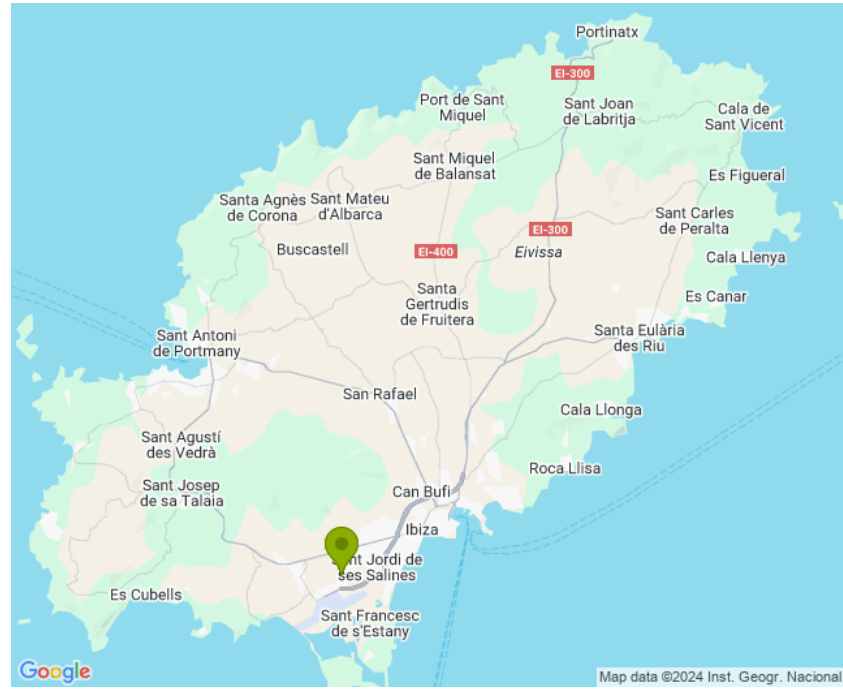 Portinatx
EI-300
Port de Sant
Miquel
Sant Joan
de Labritja
Cala de
Sant Vicent
Sant Miquel
de Balansat
Es Figueral
Santa Agnès
de Corona
Sant Mateu
d'Albarca
Sant Carles
de Peralta
EI-300
Buscastell
EI-400
Eivissa
Cala Llenya
Santa
Gertrudis
de Fruitera
Es Canar
Sant Antoni
de Portmany
Santa Eulària
des Riu
San Rafael
Cala Llonga
Sant Agustí
des Vedrà
Roca Llisa
Sant Josep
de sa Talaia
Can Bufi
Ibiza
Sant Jordi de
ses Salines
Es Cubells
Sant Francesc
de s'Estany
Google
Map data ©2024 Inst. Geogr. Nacional